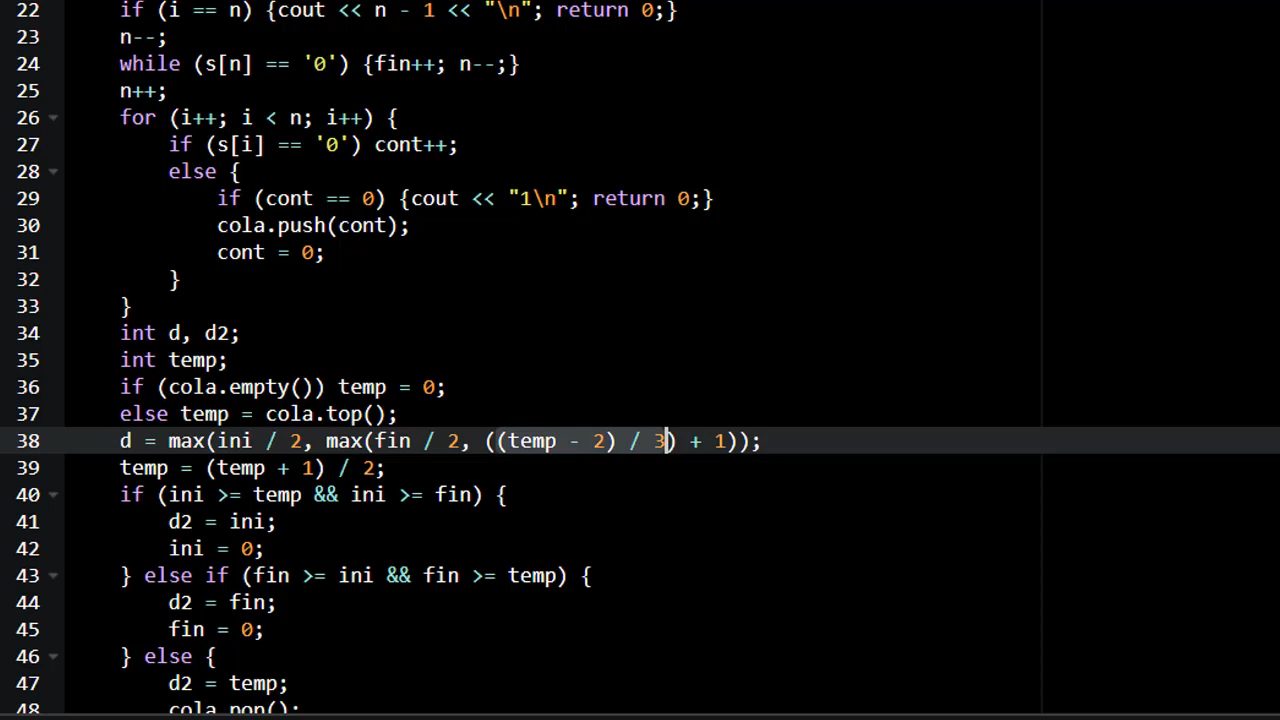 22 if (i == n) {cout << n - 1 << "\n"; return 0;}
23 n--;
24 while (s[n] == '0') {fin++; n--;}
25 n++;
26 for (i++; i < n; i++) {
27 if (s[i] == '0') cont++;
28 else {
29 if (cont == 0) {cout << "1\n"; return 0;}
30 cola.push(cont);
31 cont = 0;
32 }
33 }
34 int d, d2;
35 int temp;
36 if (cola.empty()) temp = 0;
37 else temp = cola.top();
38 d = max(ini / 2, max(fin / 2, ((temp - 2) / 3) + 1));
39 temp = (temp + 1) / 2;
40 if (ini >= temp && ini >= fin) {
41 d2 = ini;
42 ini = 0;
43 } else if (fin >= ini && fin >= temp) {
44 d2 = fin;
45 fin = 0;
46 } else {
47 d2 = temp;
48 cola.pop();